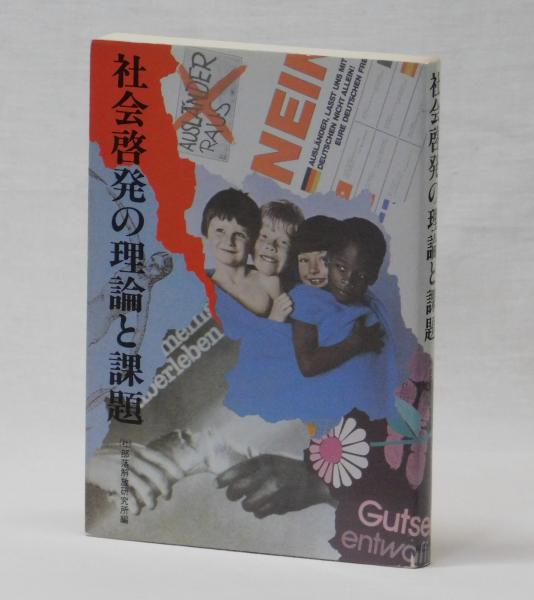 社会啓発の理論と課題
(社)部落解放研究所編
AUSLÄNDER
RAUS
NEIN
AUSLÄNDER, LASST UNS MIT
DEUTSCHEN NICHT ALLEIN!
EURE DEUTSCHEN FRE
überleben
Gutse
entwo
社会啓発の理論と課題